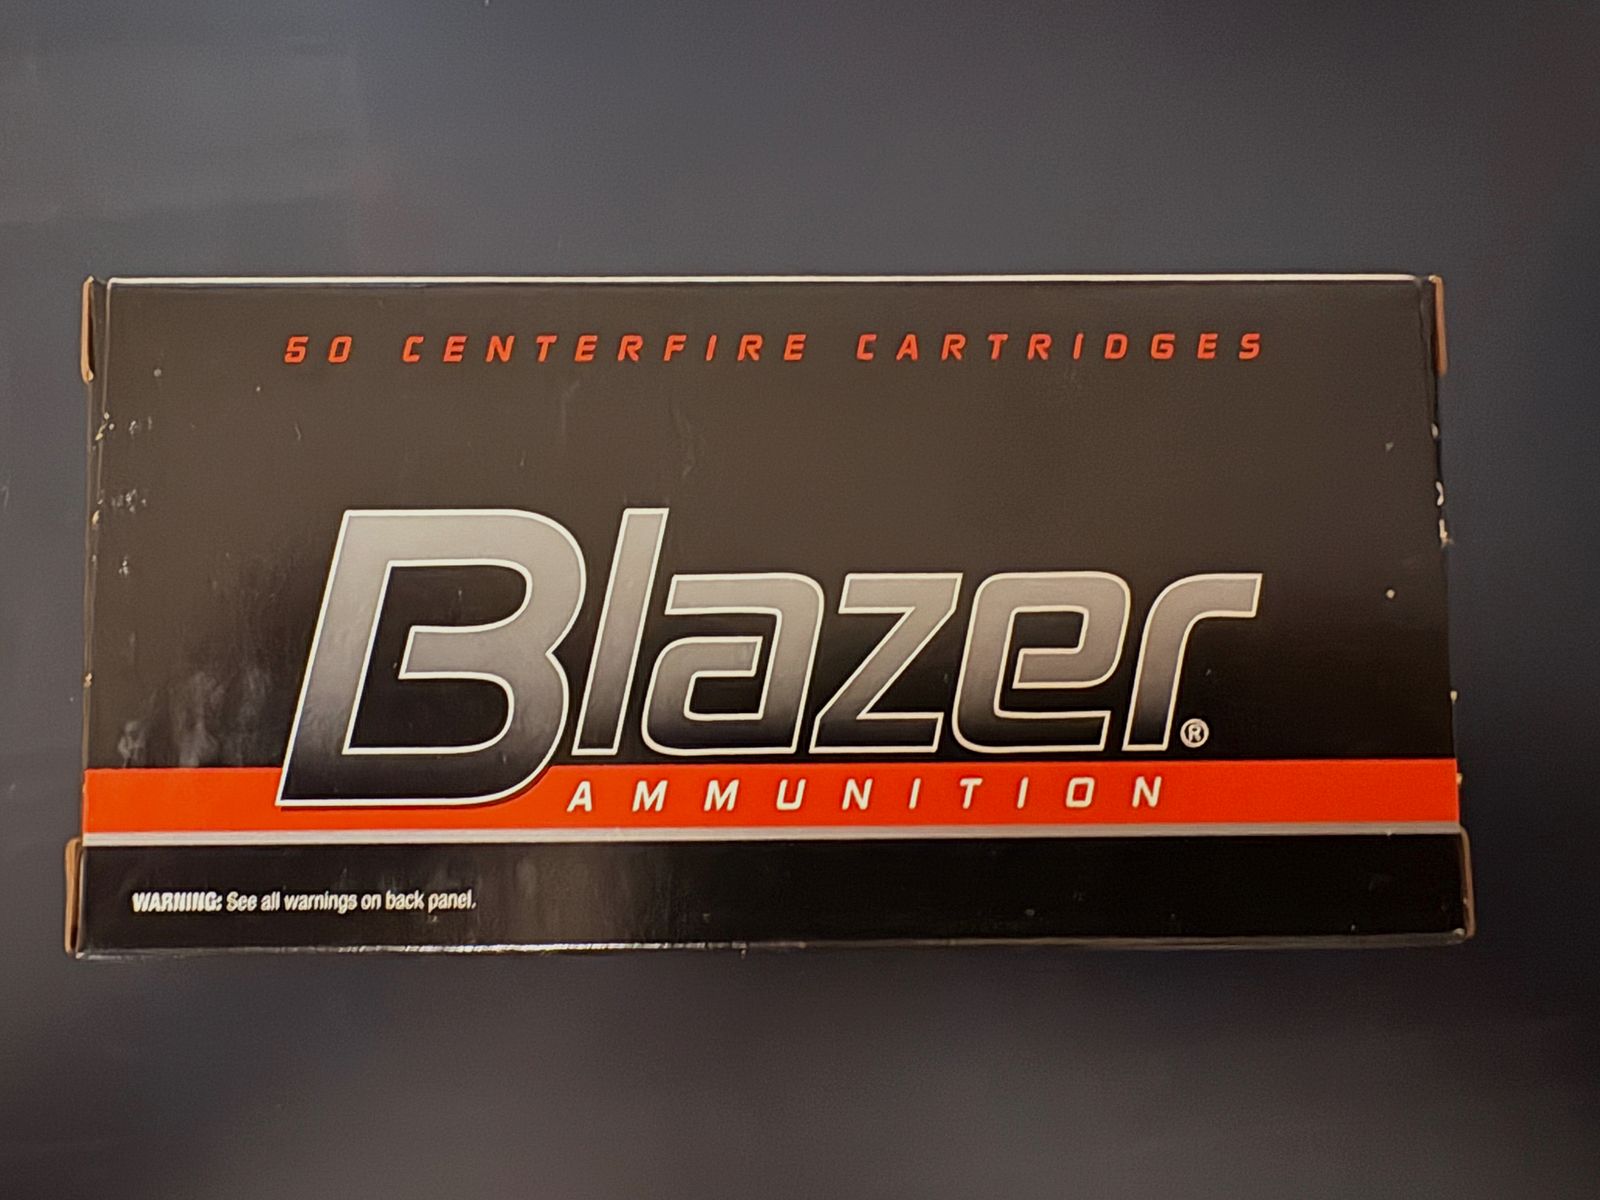 50 CENTERFIRE CARTRIDGES
Blazer®
AMMUNITION
WARNING: See all warnings on back panel.